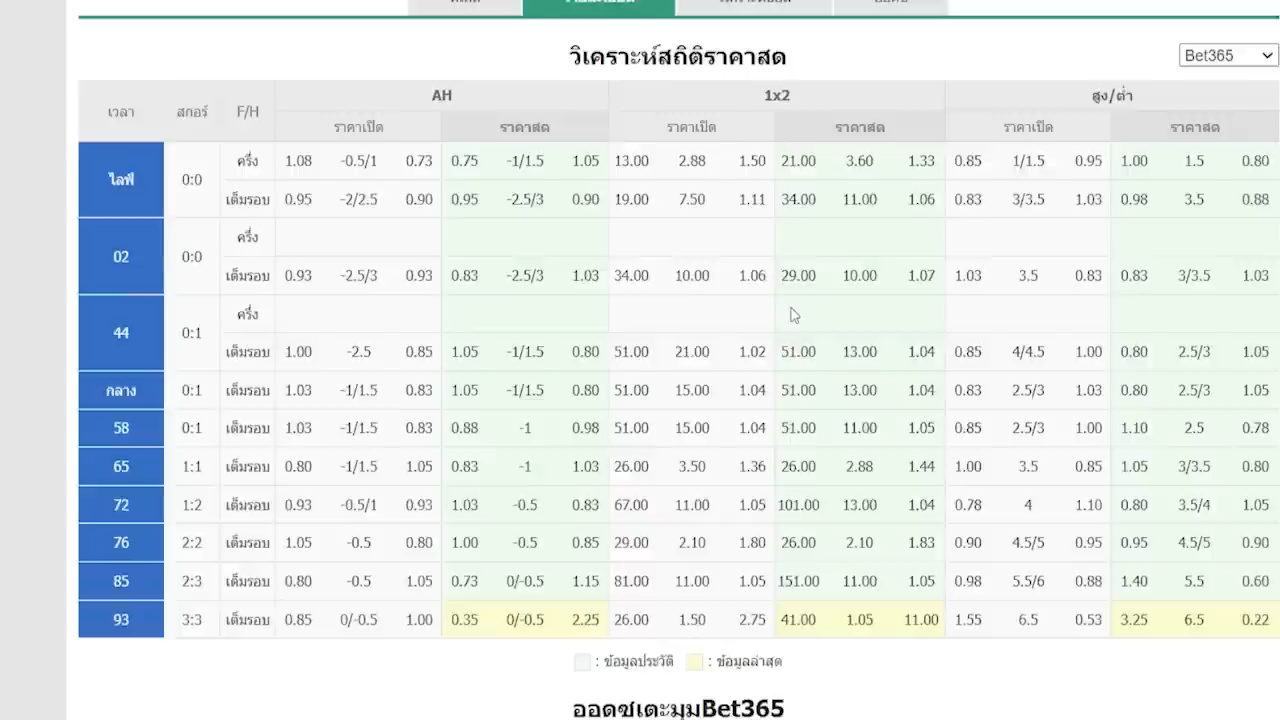 วิเคราะห์สถิติราคาสด
Bet365
เวลา สกอร์ F/H AH 1x2 สูง/ต่ำ
ราคาเปิด ราคาสด ราคาเปิด ราคาสด ราคาเปิด ราคาสด
ไลฟ์ 0:0 ครึ่ง 1.08 -0.5/1 0.73 0.75 -1/1.5 1.05 13.00 2.88 1.50 21.00 3.60 1.33 0.85 1/1.5 0.95 1.00 1.5 0.80
เต็มรอบ 0.95 -2/2.5 0.90 0.95 -2.5/3 0.90 19.00 7.50 1.11 34.00 11.00 1.06 0.83 3/3.5 1.03 0.98 3.5 0.88
02 0:0 ครึ่ง
เต็มรอบ 0.93 -2.5/3 0.93 0.83 -2.5/3 1.03 34.00 10.00 1.06 29.00 10.00 1.07 1.03 3.5 0.83 0.83 3/3.5 1.03
44 0:1 ครึ่ง
เต็มรอบ 1.00 -2.5 0.85 1.05 -1/1.5 0.80 51.00 21.00 1.02 51.00 13.00 1.04 0.85 4/4.5 1.00 0.80 2.5/3 1.05
กลาง 0:1 เต็มรอบ 1.03 -1/1.5 0.83 1.05 -1/1.5 0.80 51.00 15.00 1.04 51.00 13.00 1.04 0.83 2.5/3 1.03 0.80 2.5/3 1.05
58 0:1 เต็มรอบ 1.03 -1/1.5 0.83 0.88 -1 0.98 51.00 15.00 1.04 51.00 11.00 1.05 0.85 2.5/3 1.00 1.10 2.5 0.78
65 1:1 เต็มรอบ 0.80 -1/1.5 1.05 0.83 -1 1.03 26.00 3.50 1.36 26.00 2.88 1.44 1.00 3.5 0.85 1.05 3/3.5 0.80
72 1:2 เต็มรอบ 0.93 -0.5/1 0.93 1.03 -0.5 0.83 67.00 11.00 1.05 101.00 13.00 1.04 0.78 4 1.10 0.80 3.5/4 1.05
76 2:2 เต็มรอบ 1.05 -0.5 0.80 1.00 -0.5 0.85 29.00 2.10 1.80 26.00 2.10 1.83 0.90 4.5/5 0.95 0.95 4.5/5 0.90
85 2:3 เต็มรอบ 0.80 -0.5 1.05 0.73 0/-0.5 1.15 81.00 11.00 1.05 151.00 11.00 1.05 0.98 5.5/6 0.88 1.40 5.5 0.60
93 3:3 เต็มรอบ 0.85 0/-0.5 1.00 0.35 0/-0.5 2.25 26.00 1.50 2.75 41.00 1.05 11.00 1.55 6.5 0.53 3.25 6.5 0.22
: ข้อมูลประวัติ : ข้อมูลล่าสุด
ออดซเตะมุมBet365